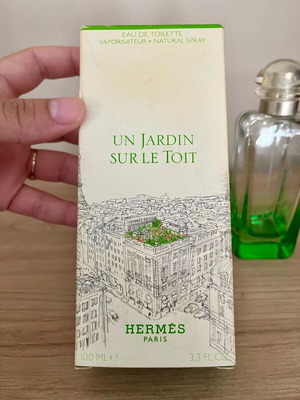 EAU DE TOILETTE
VAPORISATEUR • NATURAL SPRAY
UN JARDIN
SUR LE TOIT
HERMÈS
PARIS
100 ML e 3.3 FL.OZ